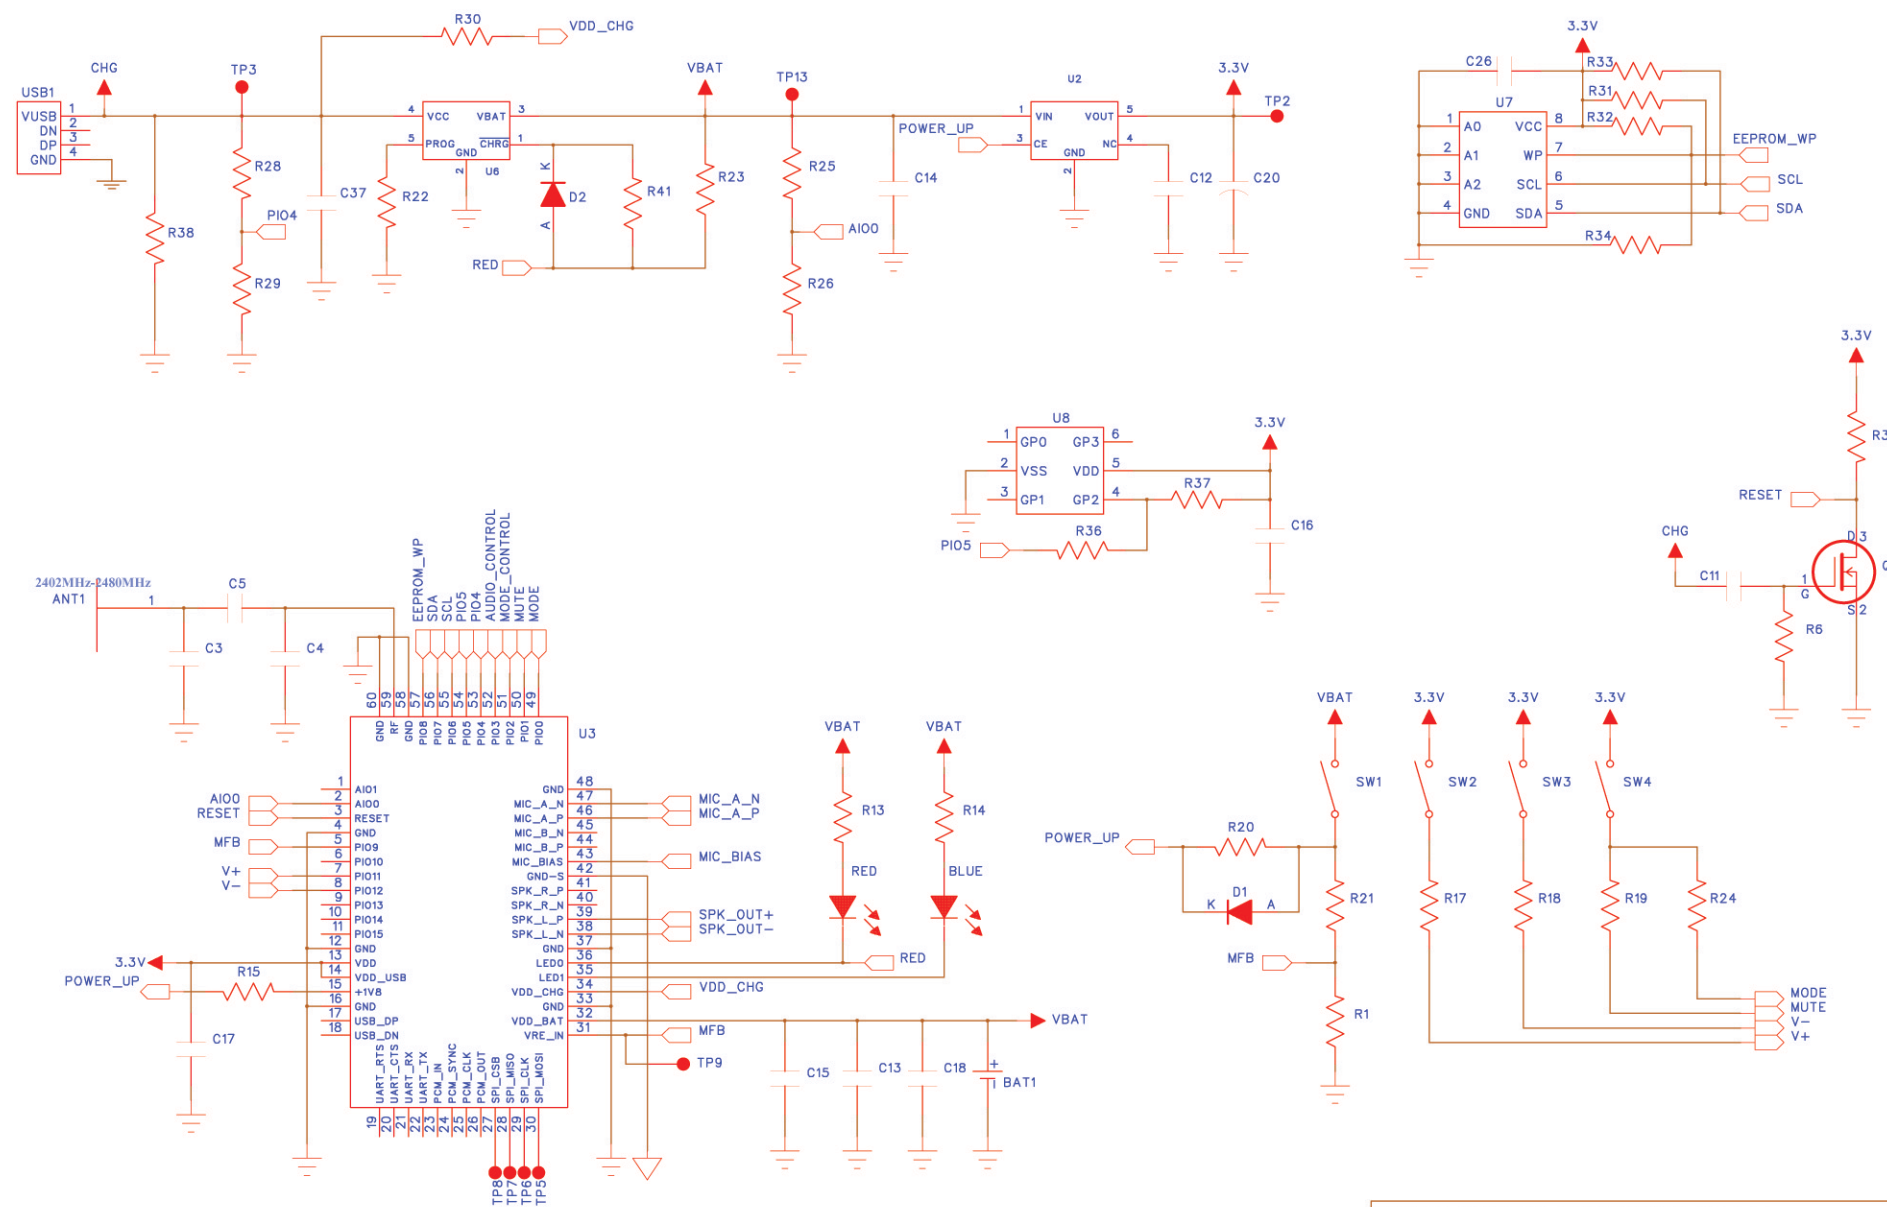 R30
VDD_CHG
CHG
TP3
VBAT
TP13
U2
3.3V
TP2
USB1
VUSB 1
DN 2
DP 3
GND 4
4 VCC VBAT 3
5 PROG CHRG 1
GND
2
U6
POWER_UP
1 VIN VOUT 5
3 CE NC 4
GND
2
R28
C37
R22
K
D2
A
R41
R23
R25
C14
C12
C20
R38
PIO4
AIO0
R29
RED
R26
3.3V
C26
R33
R31
R32
U7
1 A0 VCC 8
2 A1 WP 7
3 A2 SCL 6
4 GND SDA 5
EEPROM_WP
SCL
SDA
R34
3.3V
R3
RESET
D 3
CHG
C11
1
G
Q
S 2
R6
U8
1 GP0 GP3 6
2 VSS VDD 5
3 GP1 GP2 4
3.3V
R37
R36
PIO5
C16
2402MHz-2480MHz
ANT1
1
C5
C3
C4
EEPROM_WP
SDA
SCL
PIO5
PIO4
AUDIO_CONTROL
MODE_CONTROL
MUTE
MODE
60 59 58 57 56 55 54 53 52 51 50 49
GND RF GND PIO8 PIO7 PIO6 PIO5 PIO4 PIO3 PIO2 PIO1 PIO0
U3
1 AIO1
AIO0 2 AIO0
RESET 3 RESET
4 GND
MFB 5 PIO9
6 PIO10
V+ 7 PIO11
V- 8 PIO12
9 PIO13
10 PIO14
11 PIO15
12 GND
3.3V 13 VDD
14 VDD_USB
POWER_UP R15 15 +1V8
16 GND
17 USB_DP
18 USB_DN
C17
GND 48
MIC_A_N 47 MIC_A_N
MIC_A_P 46 MIC_A_P
MIC_B_N 45
MIC_B_P 44
MIC_BIAS 43 MIC_BIAS
GND-S 42
SPK_R_P 41
SPK_R_N 40
SPK_L_P 39 SPK_OUT+
SPK_L_N 38 SPK_OUT-
GND 37
LED0 36 RED
LED1 35
VDD_CHG 34 VDD_CHG
GND 33
VDD_BAT 32 VBAT
VRE_IN 31 MFB
TP9
UART_RTS UART_CTS UART_RX UART_TX PCM_IN PCM_SYNC PCM_CLK PCM_OUT SPI_CSB SPI_MISO SPI_CLK SPI_MOSI
19 20 21 22 23 24 25 26 27 28 29 30
TP8 TP7 TP6 TP5
VBAT
R13
RED
VBAT
R14
BLUE
C15
C13
C18
+
BAT1
VBAT
3.3V
3.3V
3.3V
SW1
SW2
SW3
SW4
POWER_UP
R20
K D1 A
R21
R17
R18
R19
R24
MFB
R1
MODE
MUTE
V-
V+